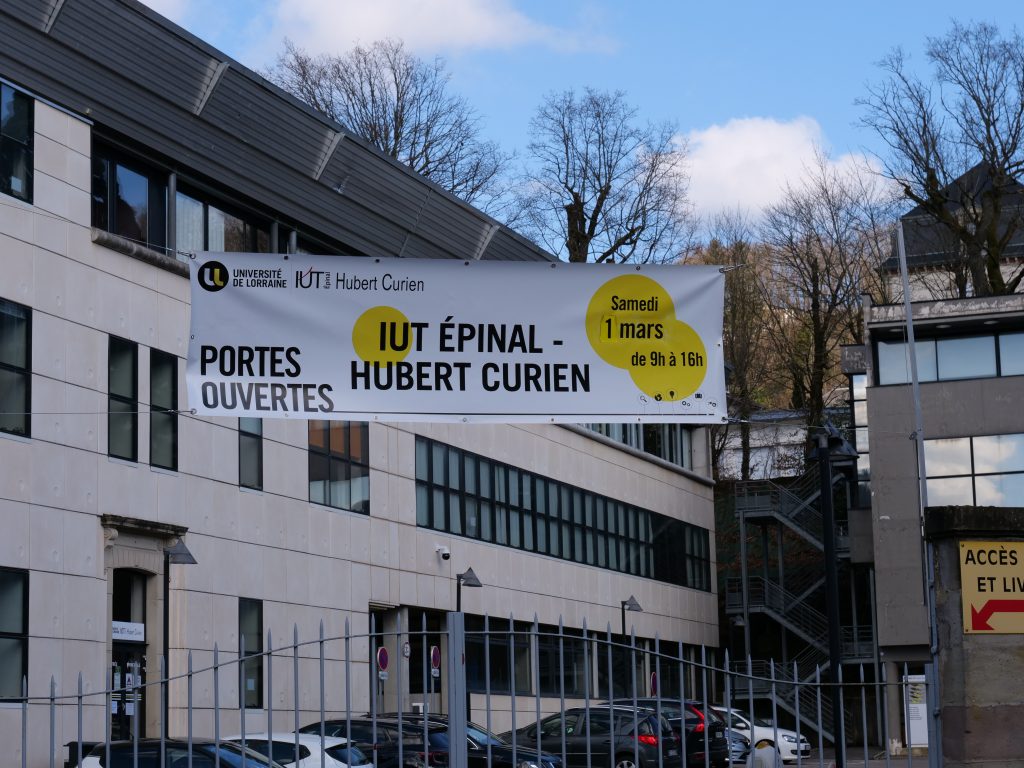 UNIVERSITÉ
DE LORRAINE
IUT Épinal Hubert Curien
IUT ÉPINAL -
HUBERT CURIEN
PORTES
OUVERTES
Samedi
1 mars
de 9h à 16h
ACCÈS
ET LIV